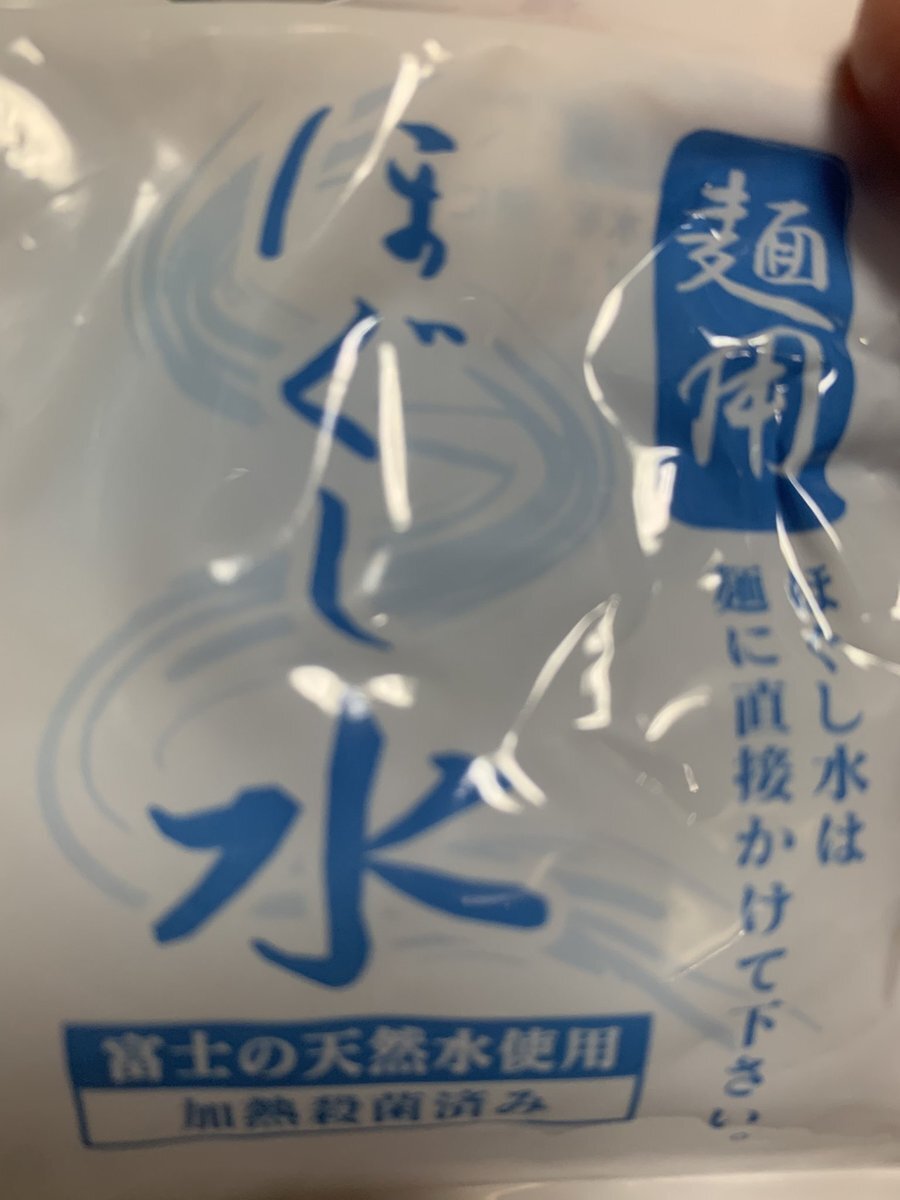 麺用
ほぐし水は
麺に直接かけて下さい。
ほぐし水
富士の天然水使用
加熱殺菌済み